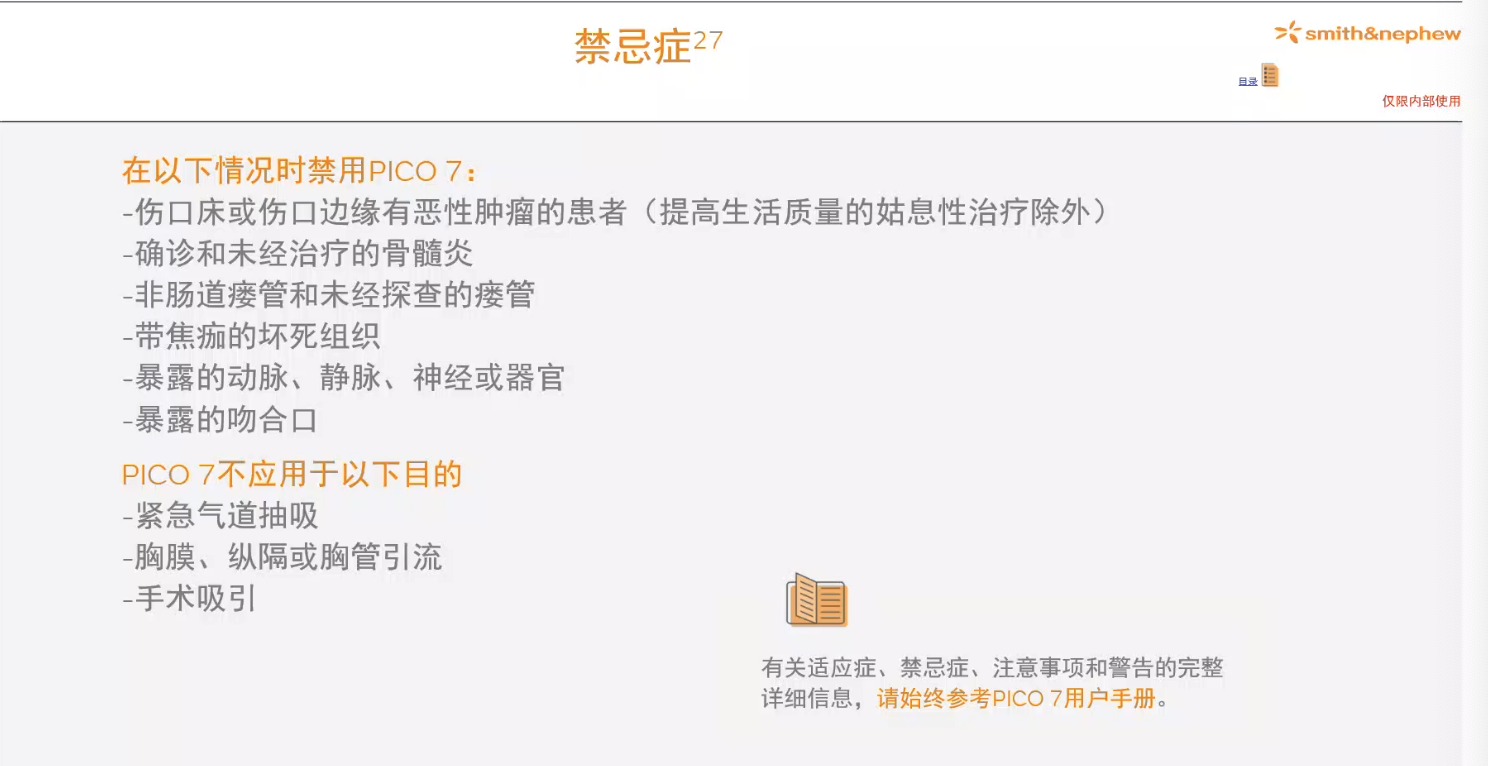 禁忌症27
smith&nephew
目录
仅限内部使用
在以下情况时禁用PICO 7:
-伤口床或伤口边缘有恶性肿瘤的患者（提高生活质量的姑息性治疗除外）
-确诊和未经治疗的骨髓炎
-非肠道瘘管和未经探查的瘘管
-带焦痂的坏死组织
-暴露的动脉、静脉、神经或器官
-暴露的吻合口
PICO 7不应用于以下目的
-紧急气道抽吸
-胸膜、纵隔或胸管引流
-手术吸引
有关适应症、禁忌症、注意事项和警告的完整
详细信息，请始终参考PICO 7用户手册。